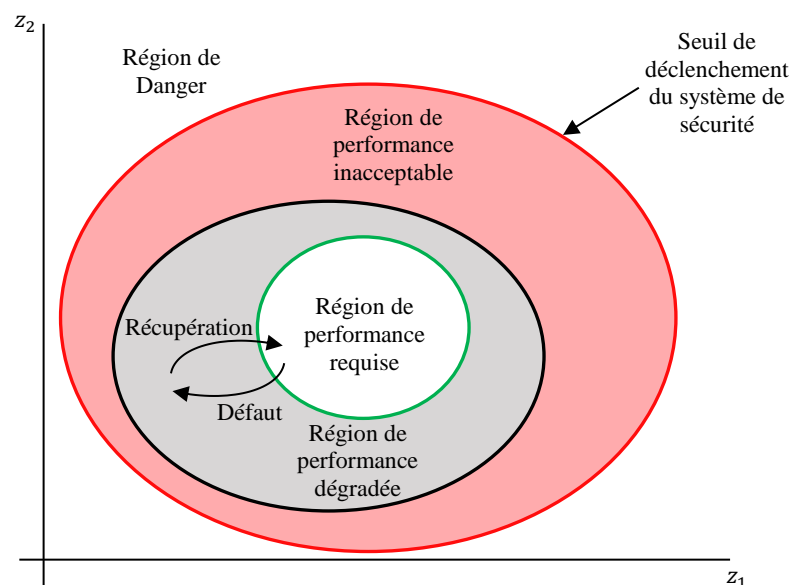 z₂
Région de
Danger
Seuil de
déclenchement
du système de
sécurité
Région de
performance
inacceptable
Région de
performance
requise
Récupération
Défaut
Région de
performance
dégradée
z₁